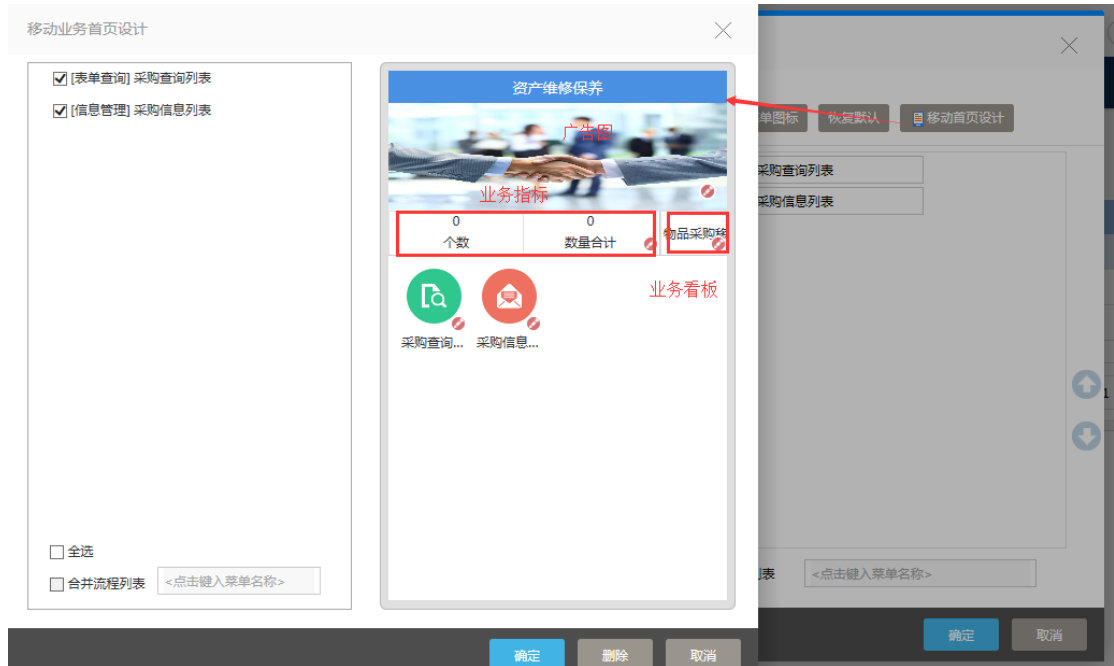 移动业务首页设计
[表单查询] 采购查询列表
[信息管理] 采购信息列表
全选
合并流程列表 <点击键入菜单名称>
资产维修保养
广告图
业务指标
0
个数
0
数量合计
物品采购移
业务看板
采购查询...
采购信息...
确定
删除
取消
单图标
恢复默认
移动首页设计
采购查询列表
采购信息列表
1
列表
<点击键入菜单名称>
确定
取消